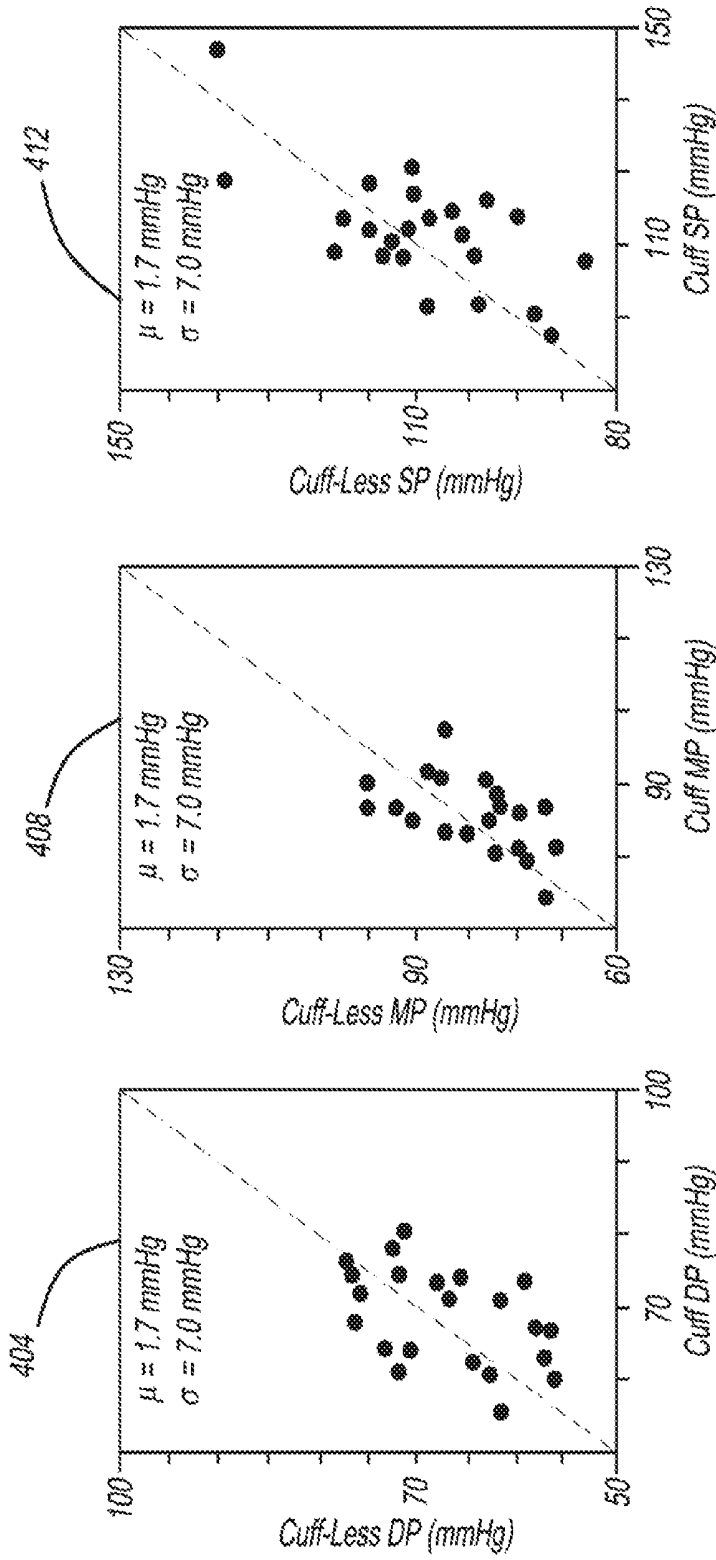 404
100
70
50
Cuff-Less DP (mmHg)
μ = 1.7 mmHg
σ = 7.0 mmHg
70
100
Cuff DP (mmHg)
408
130
90
60
Cuff-Less MP (mmHg)
μ = 1.7 mmHg
σ = 7.0 mmHg
90
130
Cuff MP (mmHg)
412
150
110
80
Cuff-Less SP (mmHg)
μ = 1.7 mmHg
σ = 7.0 mmHg
110
150
Cuff SP (mmHg)